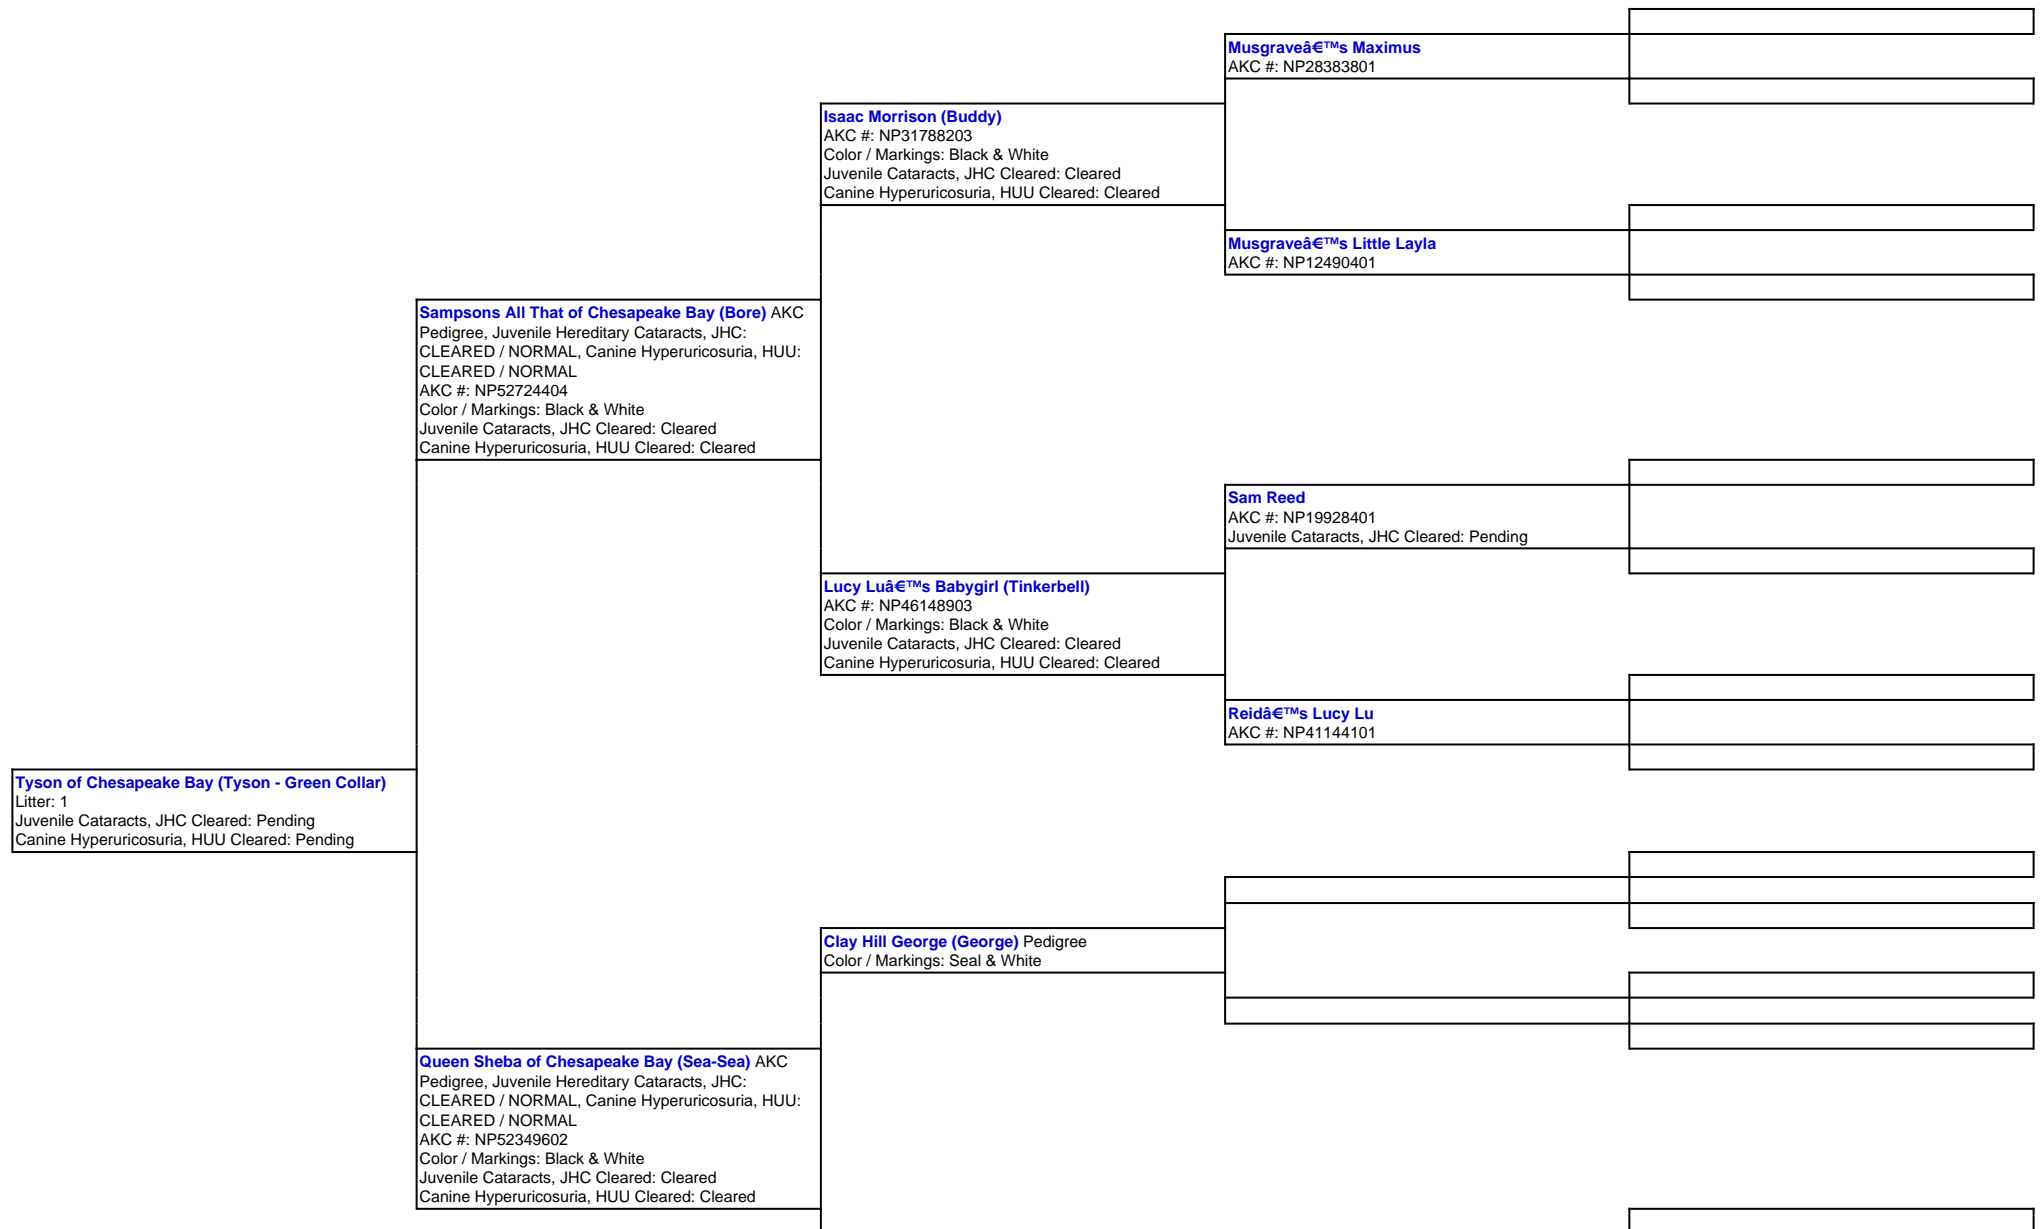 Musgraveâ€™s Maximus
AKC #: NP28383801
Isaac Morrison (Buddy)
AKC #: NP31788203
Color / Markings: Black & White
Juvenile Cataracts, JHC Cleared: Cleared
Canine Hyperuricosuria, HUU Cleared: Cleared
Musgraveâ€™s Little Layla
AKC #: NP12490401
Sampsons All That of Chesapeake Bay (Bore) AKC
Pedigree, Juvenile Hereditary Cataracts, JHC:
CLEARED / NORMAL, Canine Hyperuricosuria, HUU:
CLEARED / NORMAL
AKC #: NP52724404
Color / Markings: Black & White
Juvenile Cataracts, JHC Cleared: Cleared
Canine Hyperuricosuria, HUU Cleared: Cleared
Sam Reed
AKC #: NP19928401
Juvenile Cataracts, JHC Cleared: Pending
Lucy Luâ€™s Babygirl (Tinkerbell)
AKC #: NP46148903
Color / Markings: Black & White
Juvenile Cataracts, JHC Cleared: Cleared
Canine Hyperuricosuria, HUU Cleared: Cleared
Reidâ€™s Lucy Lu
AKC #: NP41144101
Tyson of Chesapeake Bay (Tyson - Green Collar)
Litter: 1
Juvenile Cataracts, JHC Cleared: Pending
Canine Hyperuricosuria, HUU Cleared: Pending
Clay Hill George (George) Pedigree
Color / Markings: Seal & White
Queen Sheba of Chesapeake Bay (Sea-Sea) AKC
Pedigree, Juvenile Hereditary Cataracts, JHC:
CLEARED / NORMAL, Canine Hyperuricosuria, HUU:
CLEARED / NORMAL
AKC #: NP52349602
Color / Markings: Black & White
Juvenile Cataracts, JHC Cleared: Cleared
Canine Hyperuricosuria, HUU Cleared: Cleared